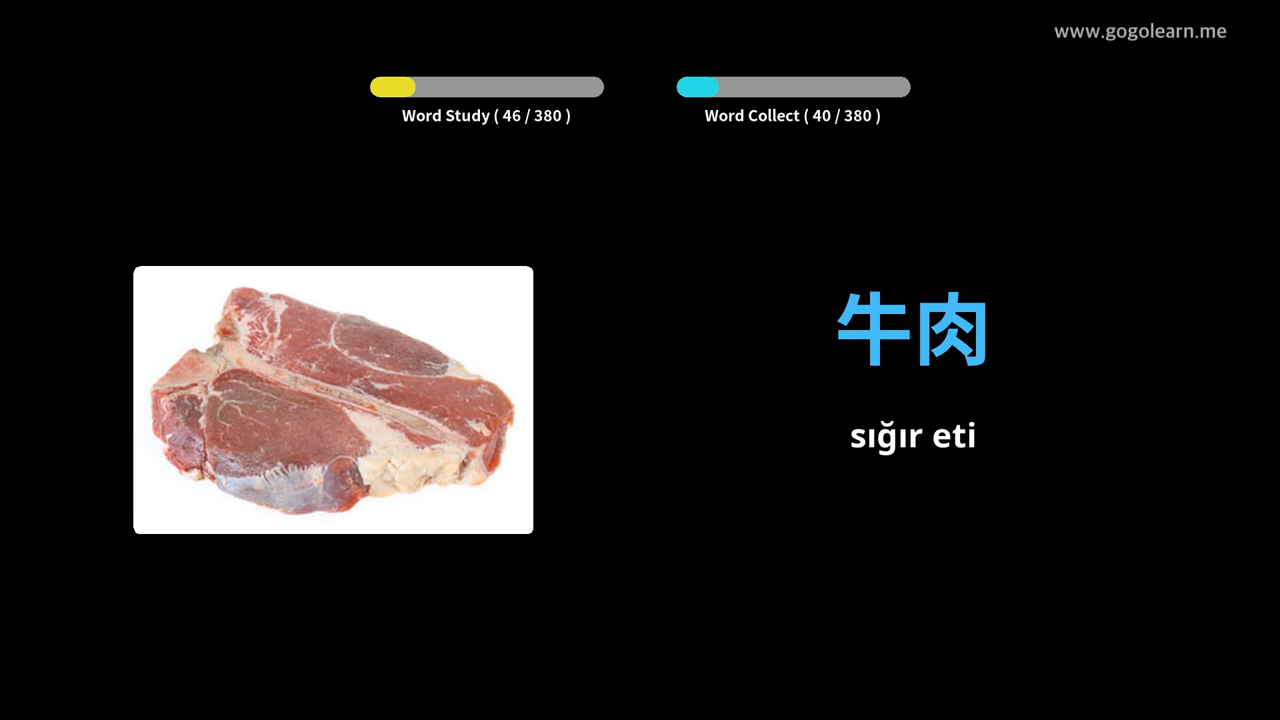 www.gogolearn.me
Word Study ( 46 / 380 )
Word Collect ( 40 / 380 )
牛肉
sığır eti